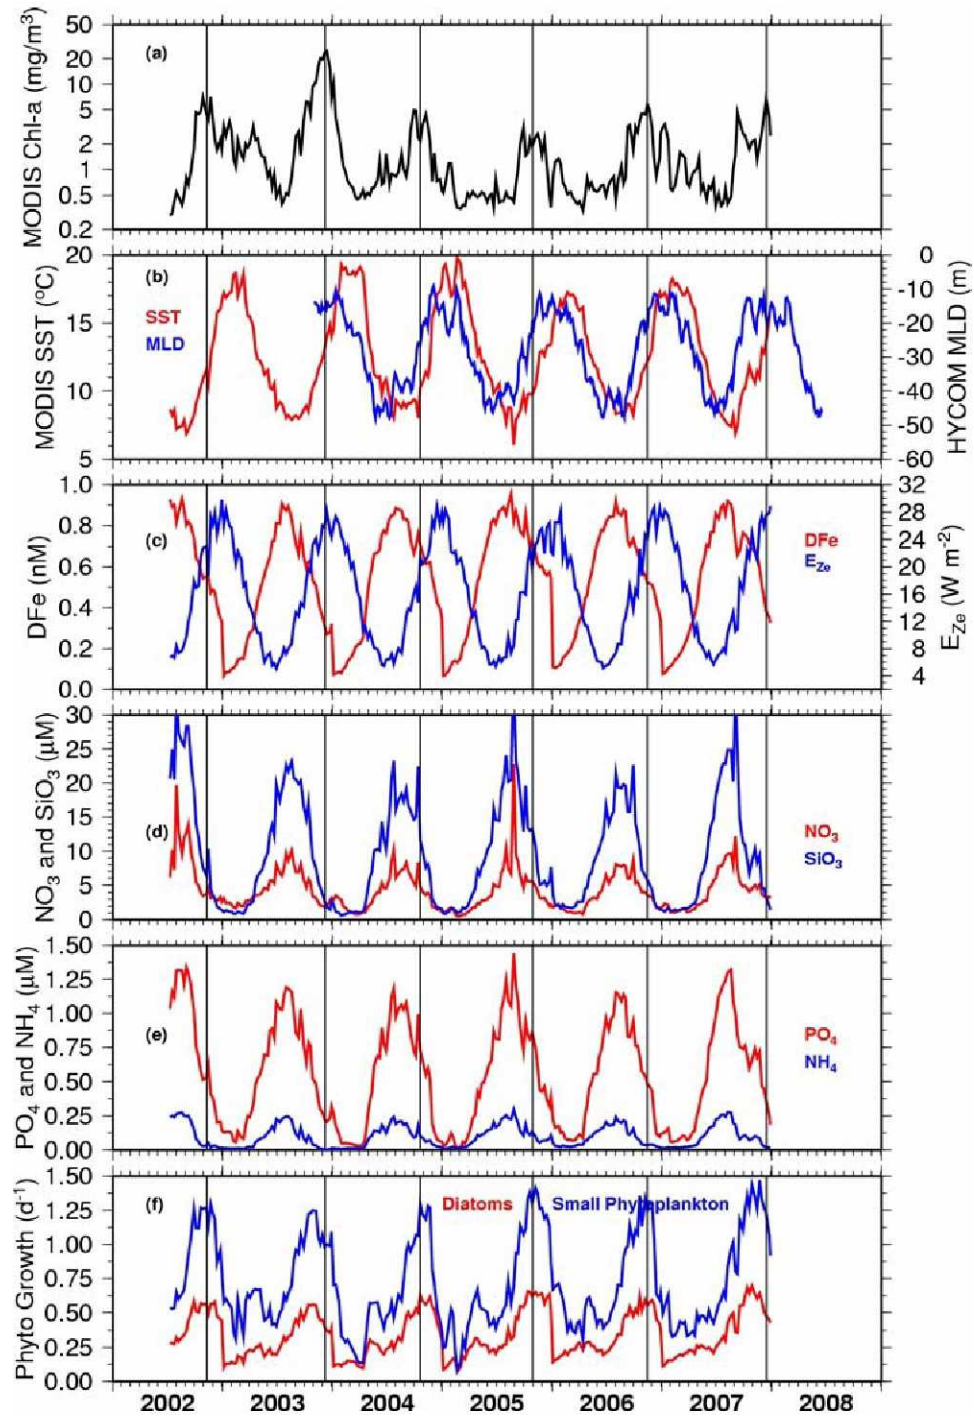 MODIS Chl-a (mg/m³)
50
20
10
5
2
1
0.5
0.2
(a)
MODIS SST (ºC)
20
15
10
5
(b)
SST
MLD
0
-10
-20
-30
-40
-50
-60
HYCOM MLD (m)
DFe (nM)
1.0
0.8
0.6
0.4
0.2
0.0
(c)
DFe
E_Ze
32
28
24
20
16
12
8
4
E_Ze (W m⁻²)
NO₃ and SiO₃ (μM)
30
25
20
15
10
5
0
(d)
NO₃
SiO₃
PO₄ and NH₄ (μM)
1.50
1.25
1.00
0.75
0.50
0.25
0.00
(e)
PO₄
NH₄
Phyto Growth (d⁻¹)
1.50
1.25
1.00
0.75
0.50
0.25
0.00
(f)
Diatoms
Small Phytoplankton
2002 2003 2004 2005 2006 2007 2008